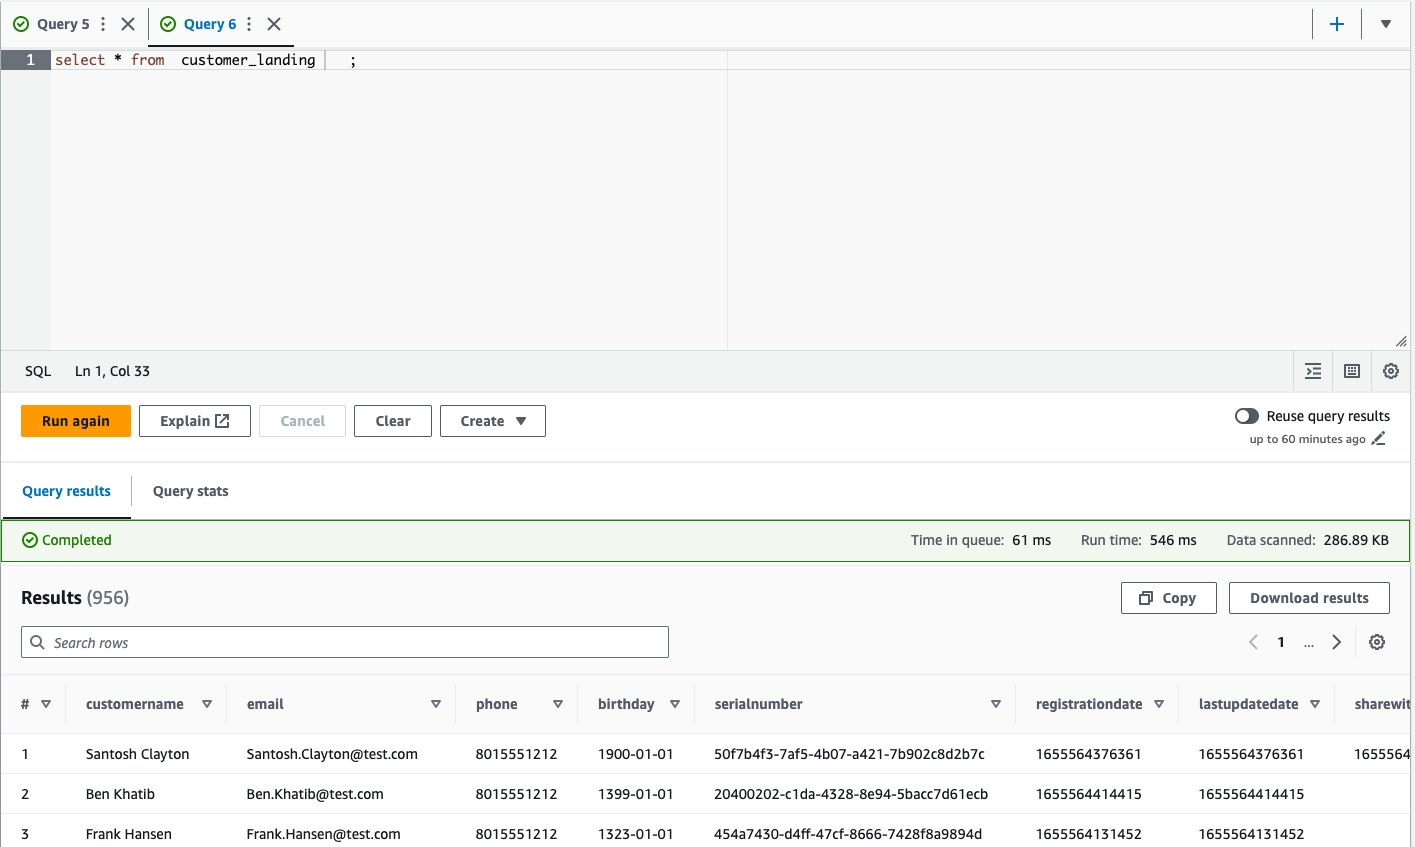 Query 5 Query 6
1 select * from  customer_landing    ;
SQL Ln 1, Col 33
Run again Explain Cancel Clear Create Reuse query results
up to 60 minutes ago
Query results Query stats
Completed Time in queue: 61 ms Run time: 546 ms Data scanned: 286.89 KB
Results (956) Copy Download results
Search rows 1 ...
# customername email phone birthday serialnumber registrationdate lastupdatedate sharewit
1 Santosh Clayton Santosh.Clayton@test.com 8015551212 1900-01-01 50f7b4f3-7af5-4b07-a421-7b902c8d2b7c 1655564376361 1655564376361 1655564
2 Ben Khatib Ben.Khatib@test.com 8015551212 1399-01-01 20400202-c1da-4328-8e94-5bacc7d61ecb 1655564414415 1655564414415
3 Frank Hansen Frank.Hansen@test.com 8015551212 1323-01-01 454a7430-d4ff-47cf-8666-7428f8a9894d 1655564131452 1655564131452